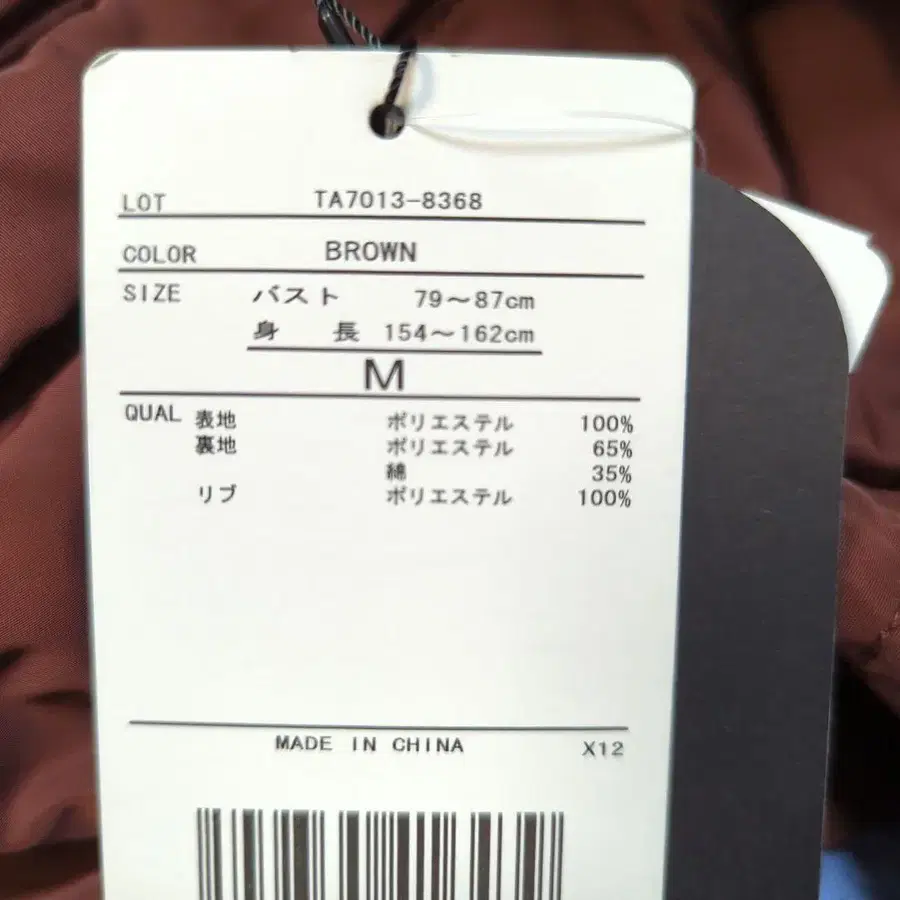 LOT TA7013-8368
COLOR BROWN
SIZE バスト 79～87cm
身 長 154～162cm
M
QUAL 表地 ポリエステル 100%
裏地 ポリエステル 65%
綿 35%
リブ ポリエステル 100%
MADE IN CHINA X12